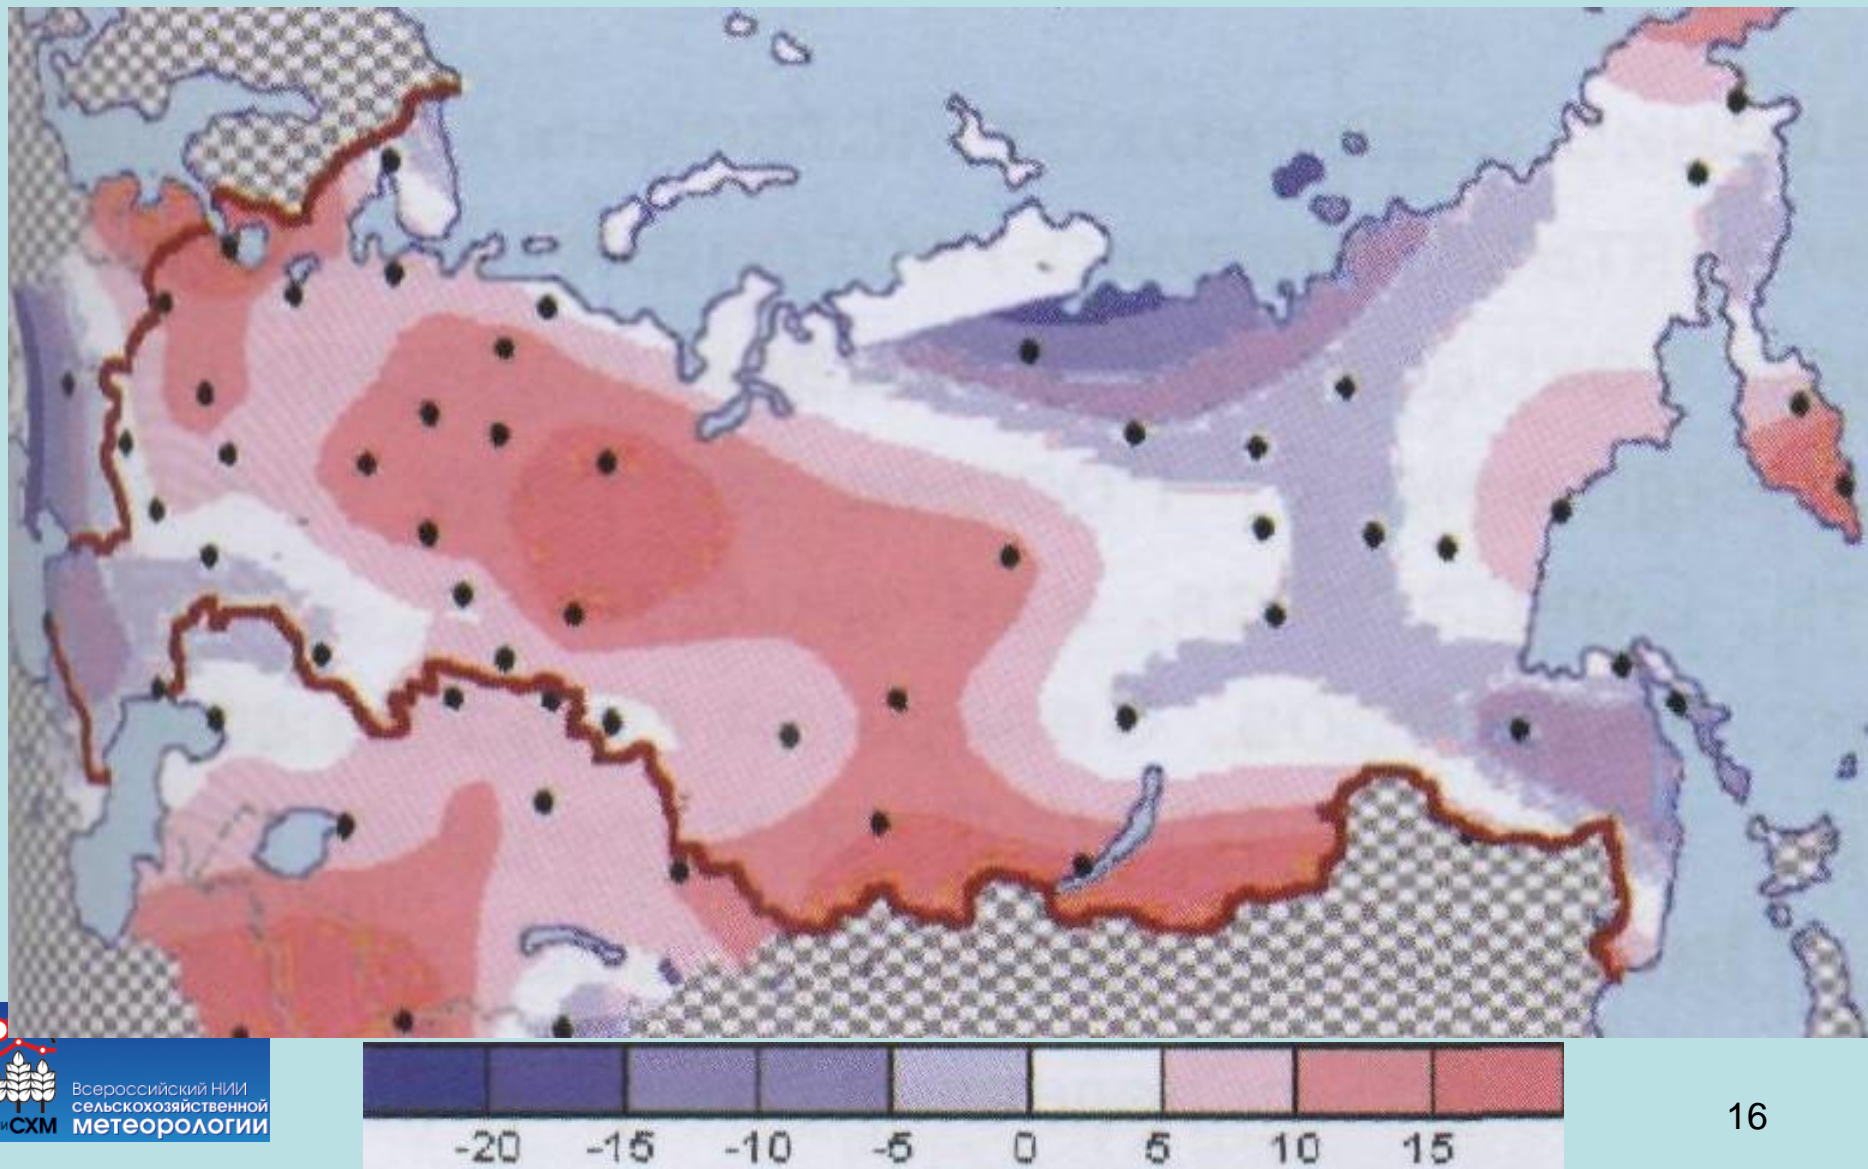 Всероссийский НИИ
сельскохозяйственной
метеорологии
СХМ
-20 -15 -10 -5 0 5 10 15
16